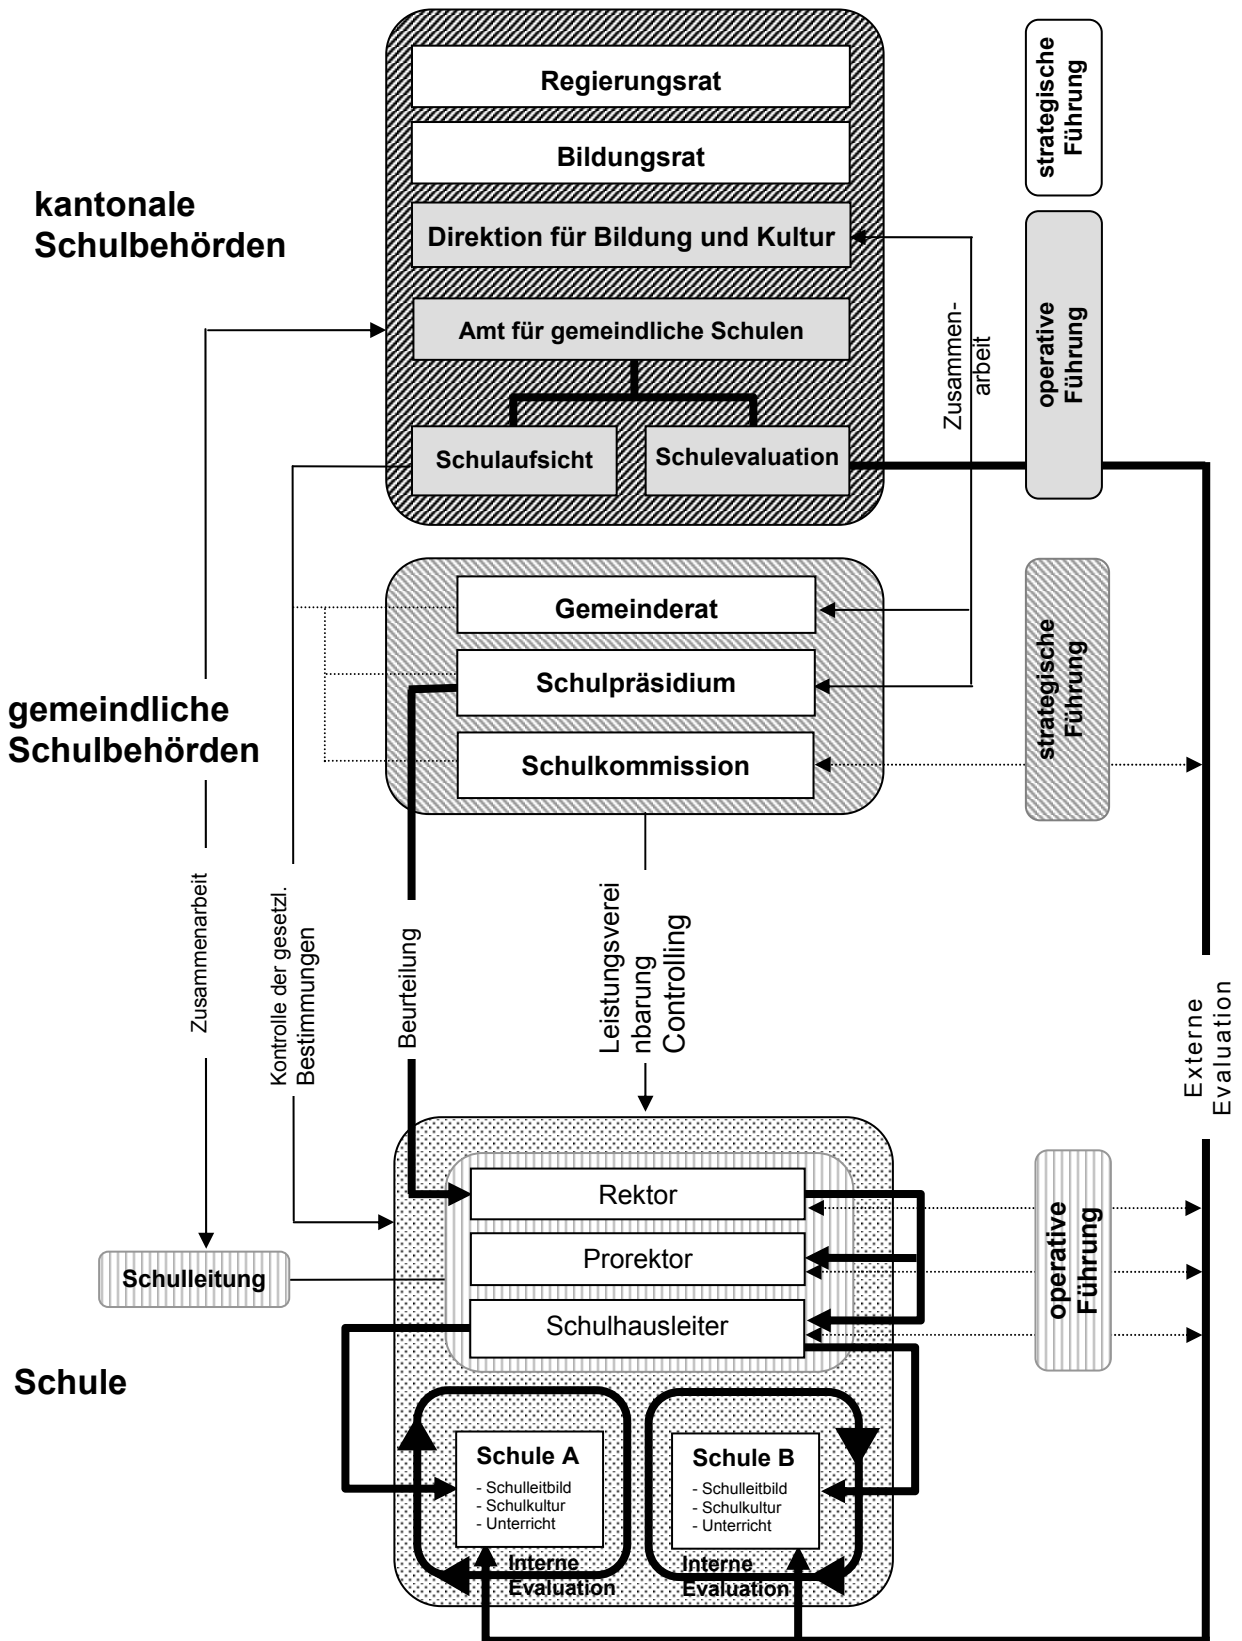 Regierungsrat
Bildungsrat
strategische
Führung
kantonale
Schulbehörden
Direktion für Bildung und Kultur
Amt für gemeindliche Schulen
Zusammen-
arbeit
operative
Führung
Schulaufsicht
Schulevaluation
gemeindliche
Schulbehörden
Gemeinderat
Schulpräsidium
Schulkommission
strategische
Führung
Zusammenarbeit
Kontrolle der gesetzl.
Bestimmungen
Beurteilung
Leistungsverei
nbarung
Controlling
Externe
Evaluation
Rektor
Prorektor
Schulhausleiter
operative
Führung
Schulleitung
Schule
Schule A
- Schulleitbild
- Schulkultur
- Unterricht
Interne
Evaluation
Schule B
- Schulleitbild
- Schulkultur
- Unterricht
Interne
Evaluation